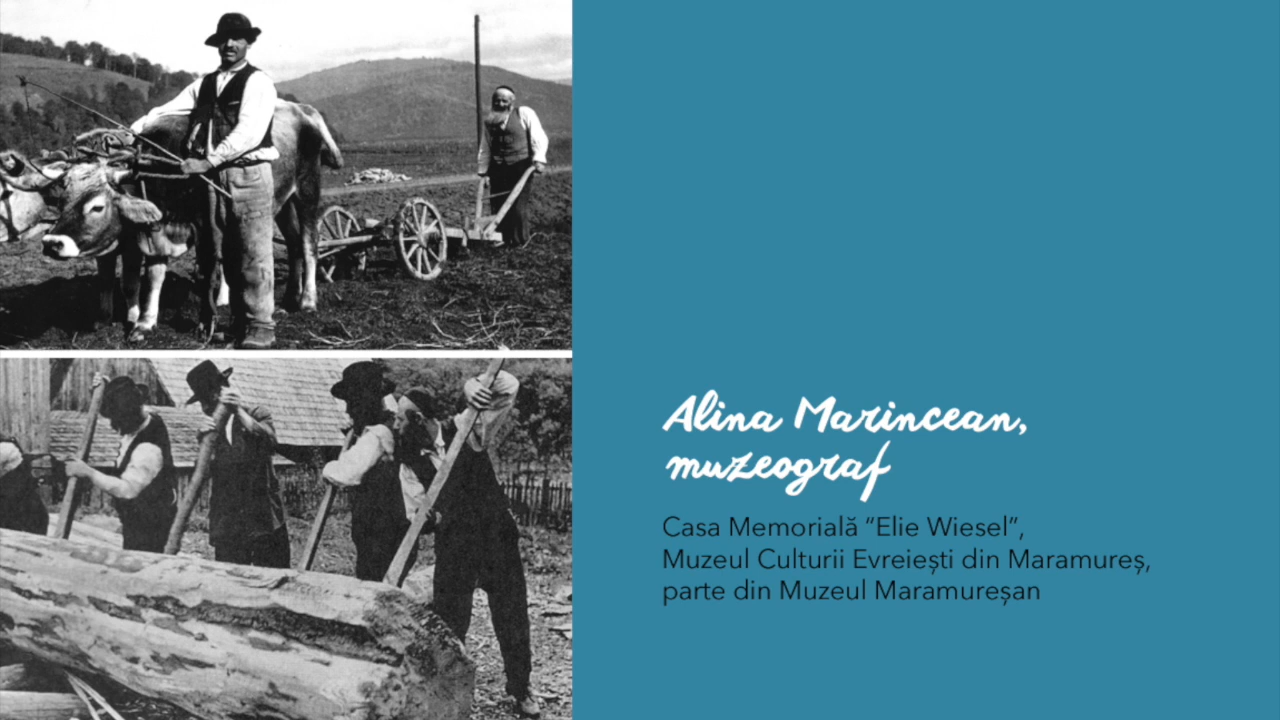 Alina Marincean,
muzeograf
Casa Memorială “Elie Wiesel”,
Muzeul Culturii Evreiești din Maramureș,
parte din Muzeul Maramureșan